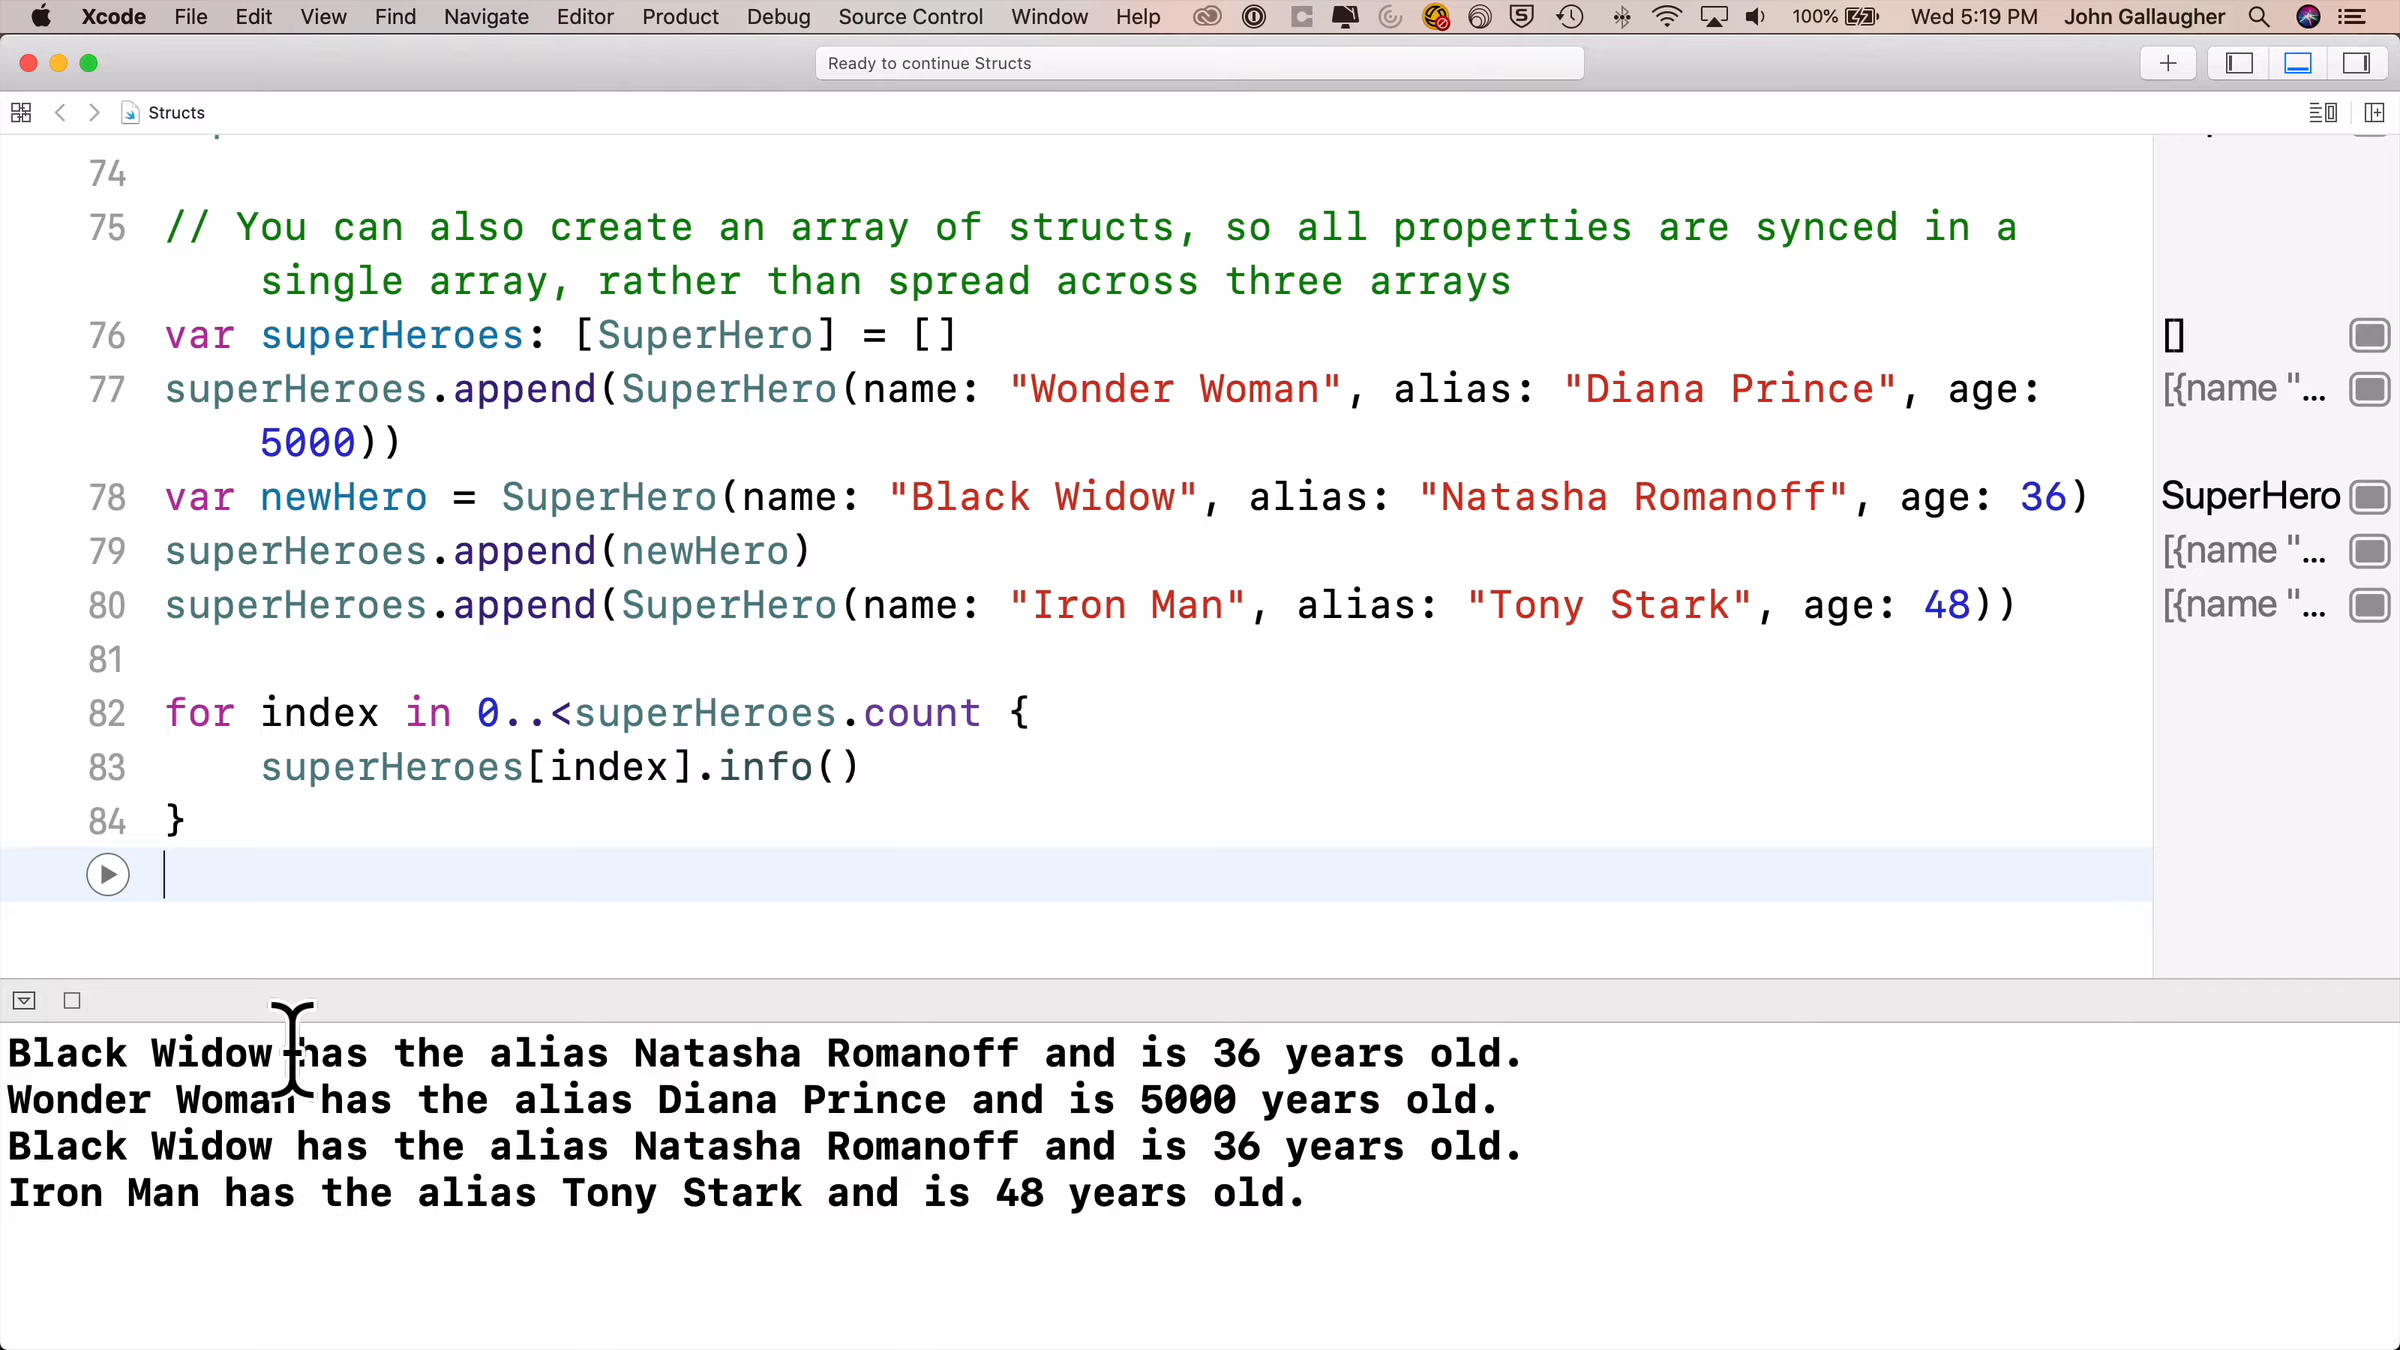 Xcode File Edit View Find Navigate Editor Product Debug Source Control Window Help 100% Wed 5:19 PM John Gallaugher
Ready to continue Structs
Structs
74
75 // You can also create an array of structs, so all properties are synced in a
single array, rather than spread across three arrays
76 var superHeroes: [SuperHero] = [] []
77 superHeroes.append(SuperHero(name: "Wonder Woman", alias: "Diana Prince", age: [{name "...
5000))
78 var newHero = SuperHero(name: "Black Widow", alias: "Natasha Romanoff", age: 36) SuperHero
79 superHeroes.append(newHero) [{name "...
80 superHeroes.append(SuperHero(name: "Iron Man", alias: "Tony Stark", age: 48)) [{name "...
81
82 for index in 0..<superHeroes.count {
83 superHeroes[index].info()
84 }
Black Widow has the alias Natasha Romanoff and is 36 years old.
Wonder Woman has the alias Diana Prince and is 5000 years old.
Black Widow has the alias Natasha Romanoff and is 36 years old.
Iron Man has the alias Tony Stark and is 48 years old.